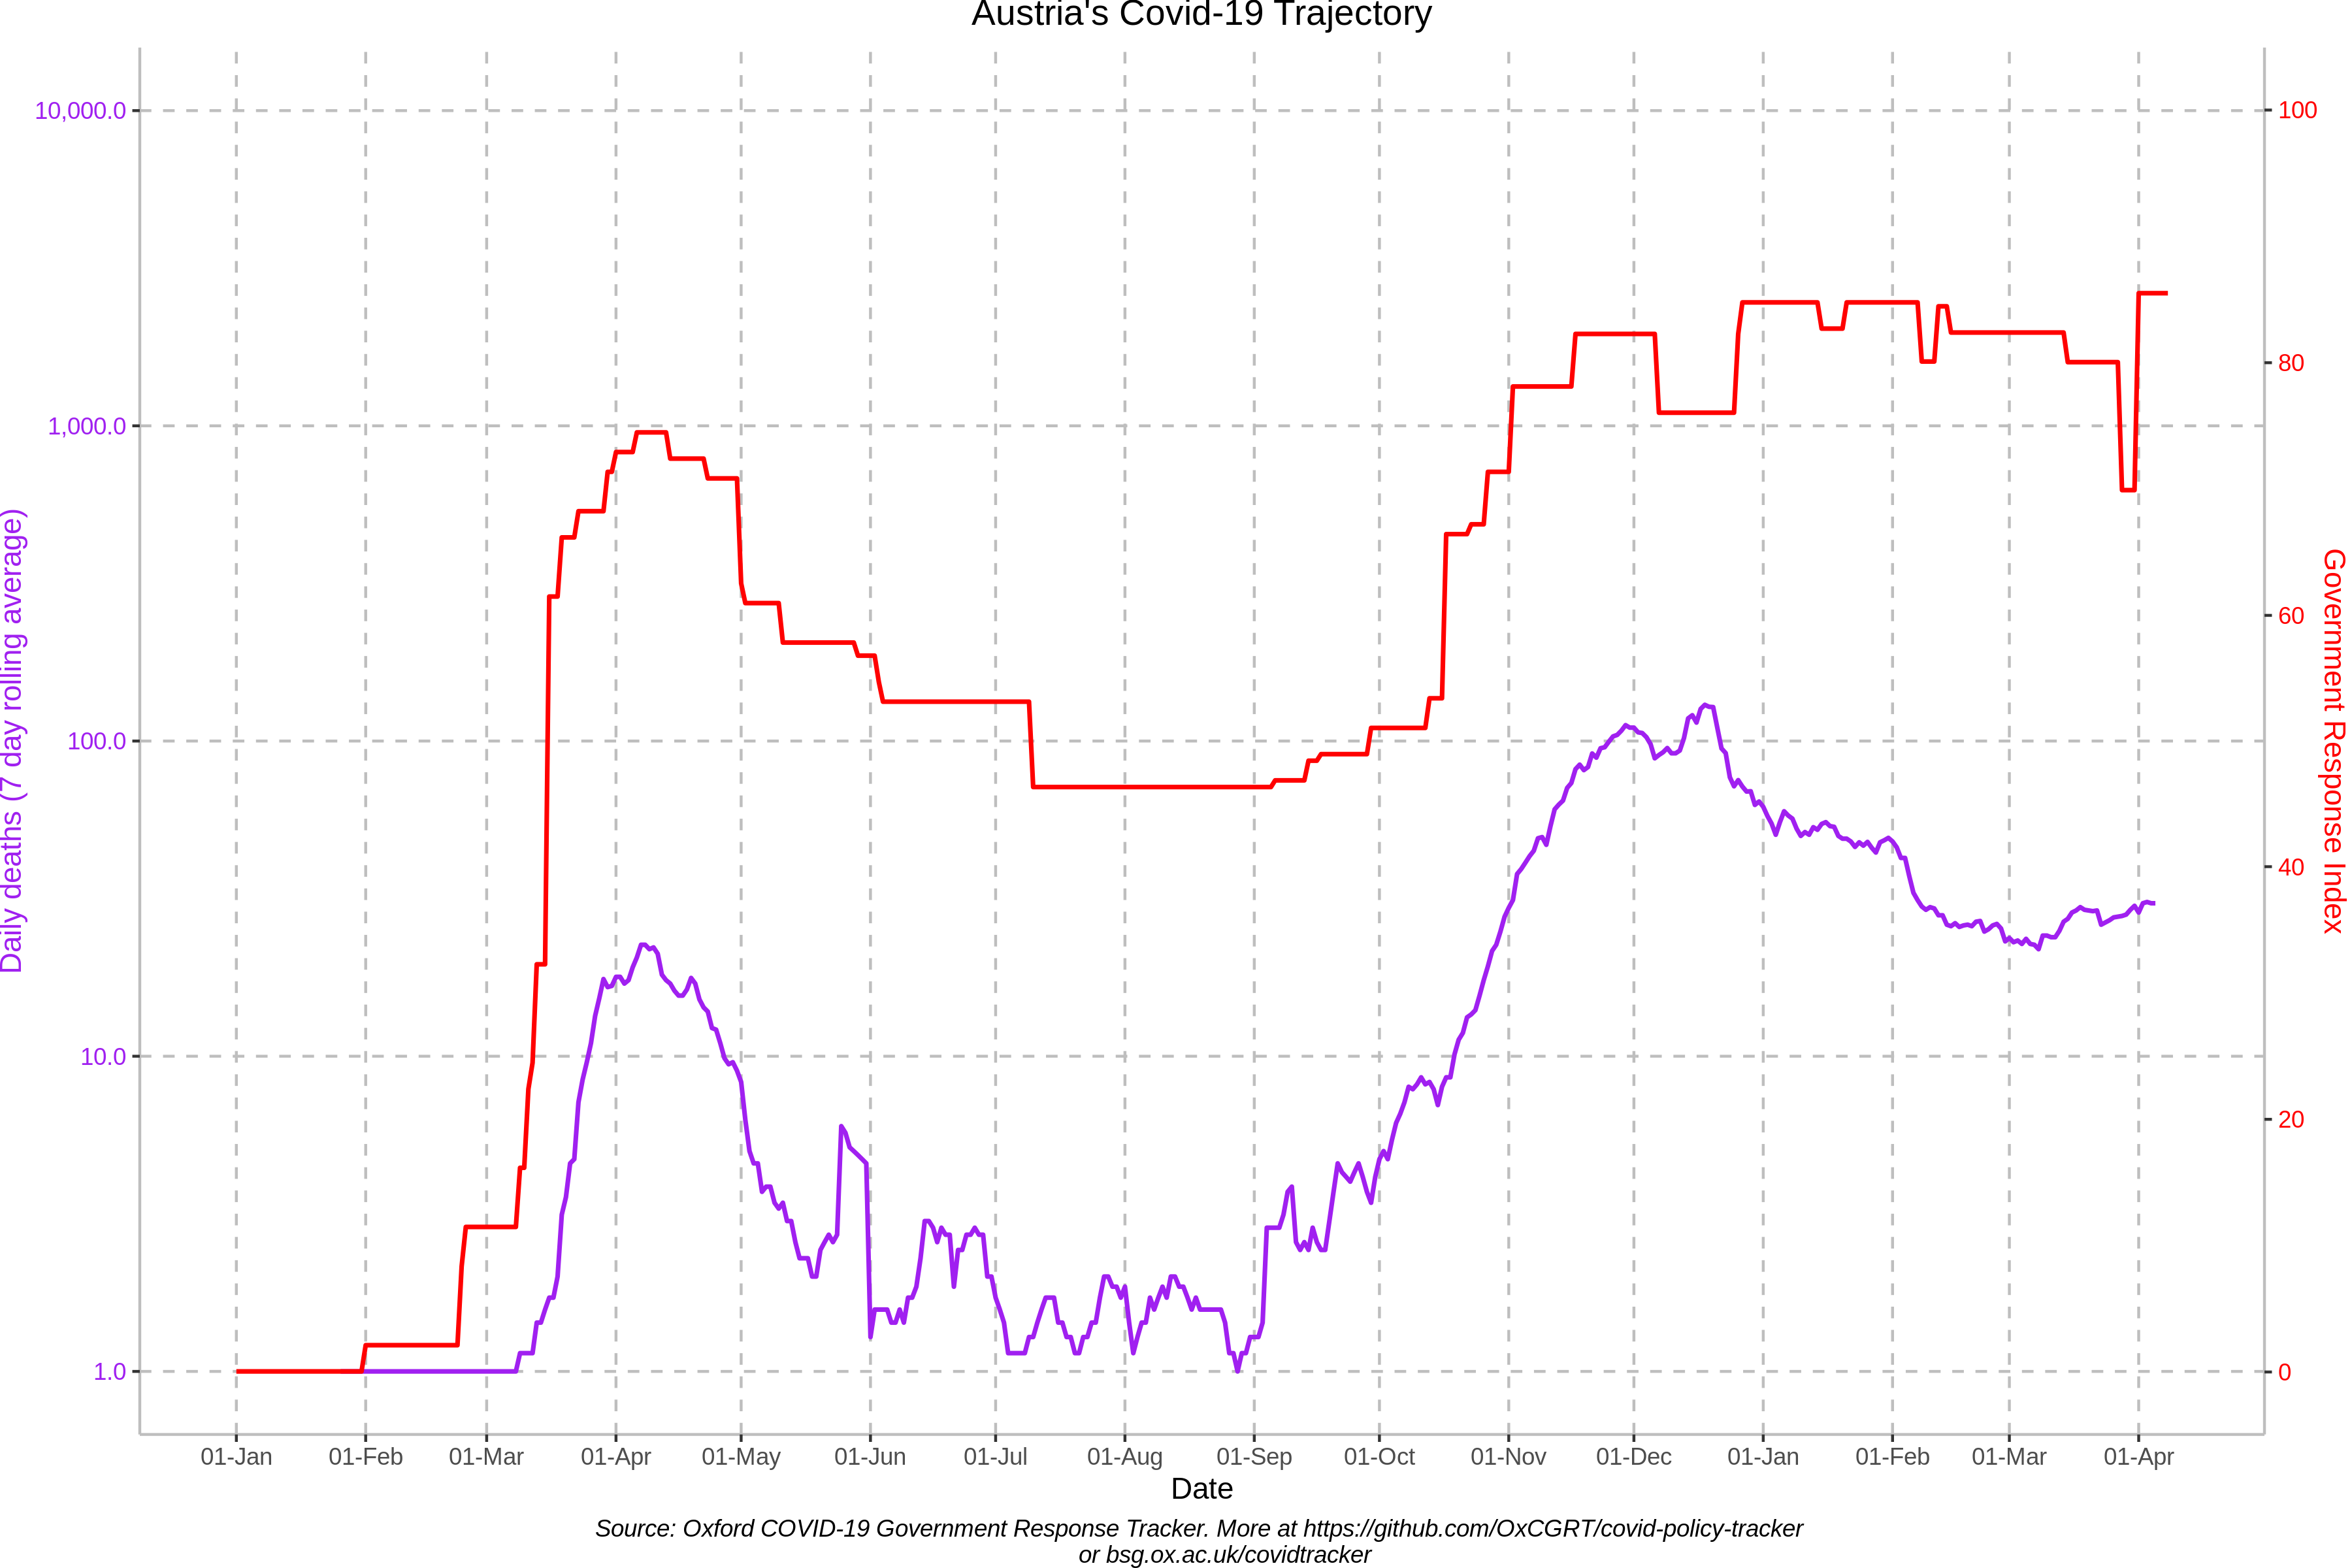 Austria's Covid-19 Trajectory
10,000.0
1,000.0
100.0
10.0
1.0
Daily deaths (7 day rolling average)
100
80
60
40
20
0
Government Response Index
01-Jan
01-Feb
01-Mar
01-Apr
01-May
01-Jun
01-Jul
01-Aug
01-Sep
01-Oct
01-Nov
01-Dec
01-Jan
01-Feb
01-Mar
01-Apr
Date
Source: Oxford COVID-19 Government Response Tracker. More at https://github.com/OxCGRT/covid-policy-tracker
or bsg.ox.ac.uk/covidtracker